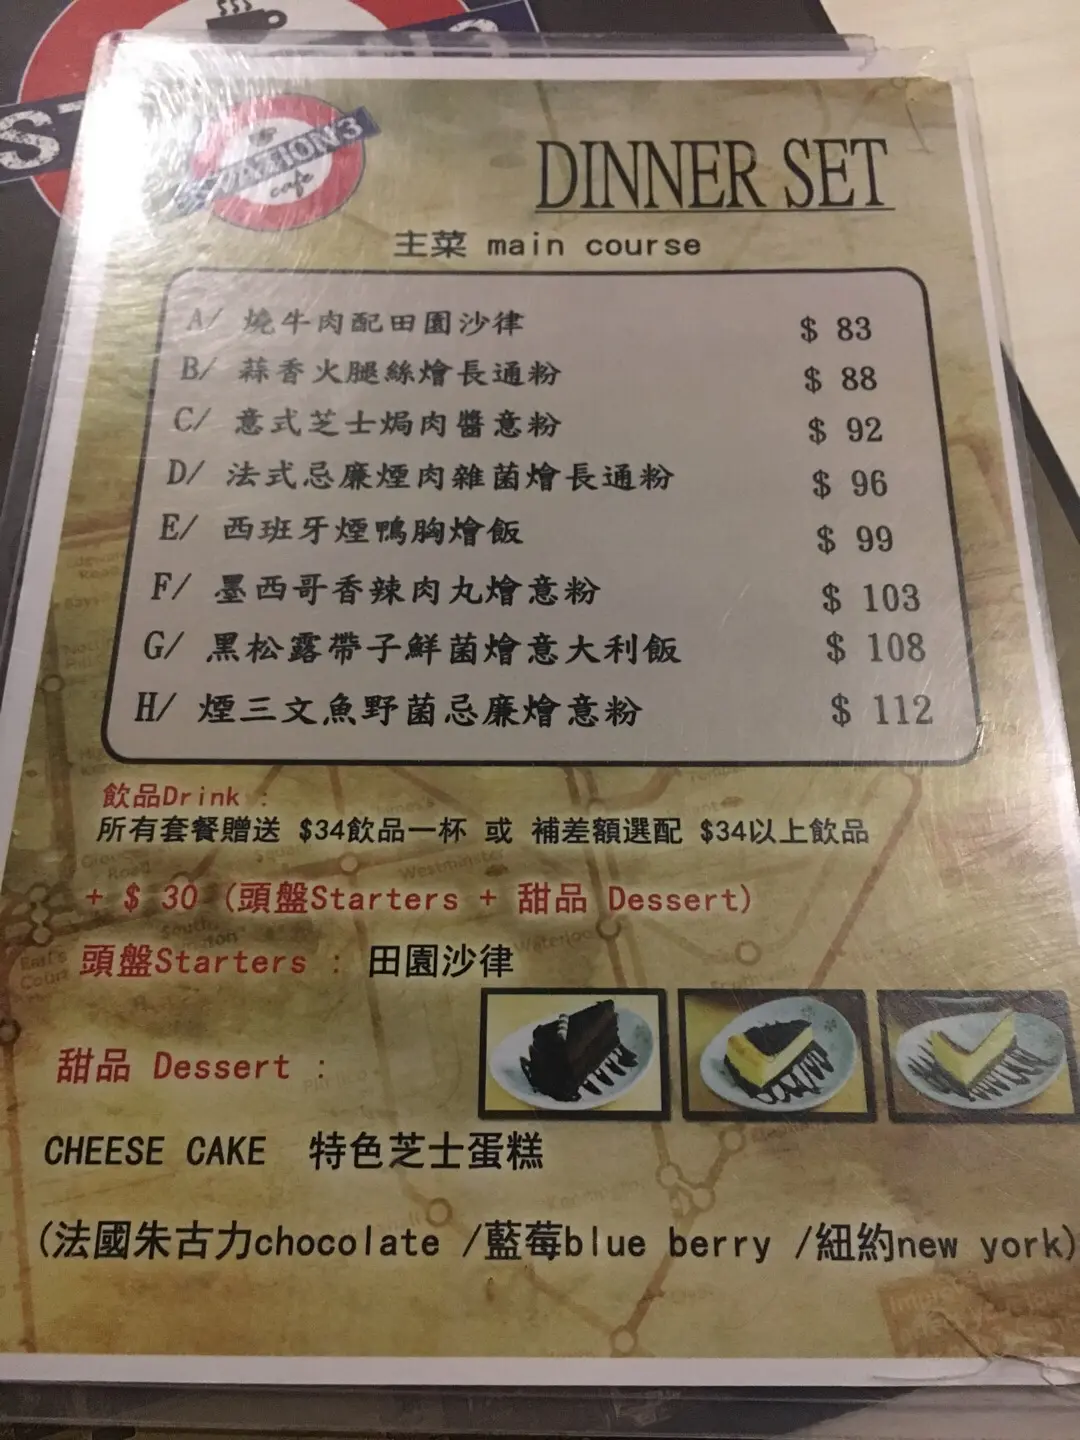 STATION3
cafe
DINNER SET
主菜 main course
A/ 燒牛肉配田園沙律 $ 83
B/ 蒜香火腿絲燴長通粉 $ 88
C/ 意式芝士焗肉醬意粉 $ 92
D/ 法式忌廉煙肉雜菌燴長通粉 $ 96
E/ 西班牙煙鴨胸燴飯 $ 99
F/ 墨西哥香辣肉丸燴意粉 $ 103
G/ 黑松露帶子鮮菌燴意大利飯 $ 108
H/ 煙三文魚野菌忌廉燴意粉 $ 112
飲品Drink :
所有套餐贈送 $34飲品一杯 或 補差額選配 $34以上飲品
Westminster
+ $ 30 (頭盤Starters + 甜品 Dessert)
頭盤Starters : 田園沙律
甜品 Dessert :
CHEESE CAKE 特色芝士蛋糕
(法國朱古力chocolate /藍莓blue berry /紐約new york)